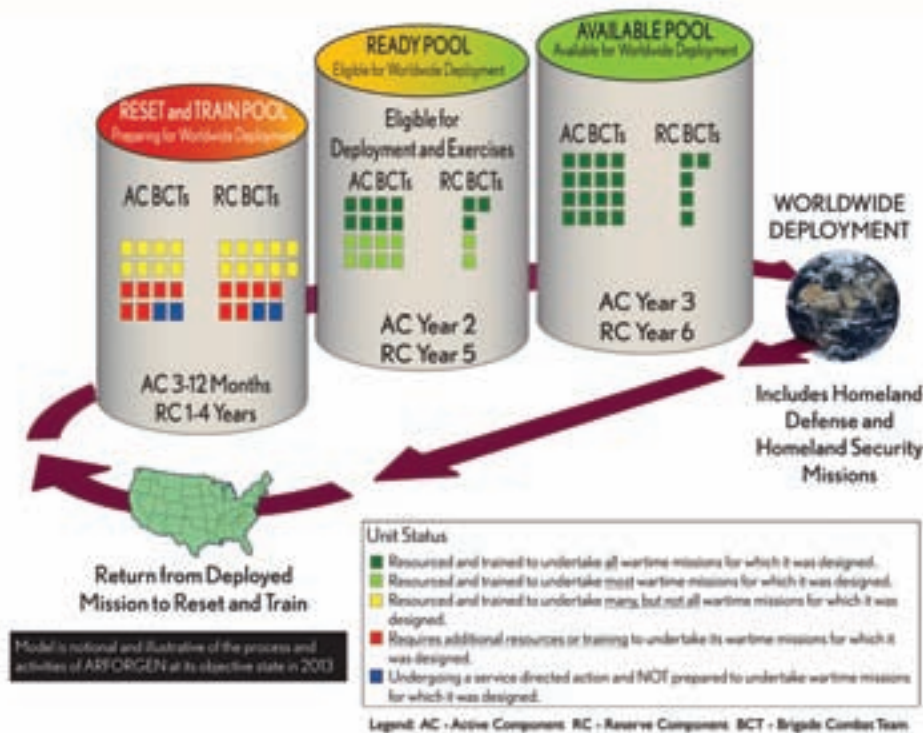 RESET and TRAIN POOL
Preparing for Worldwide Deployment
AC BCTs RC BCTs
AC 3-12 Months
RC 1-4 Years
READY POOL
Eligible for Worldwide Deployment
Eligible for
Deployment and Exercises
AC BCTs RC BCTs
AC Year 2
RC Year 5
AVAILABLE POOL
Available for Worldwide Deployment
AC BCTs RC BCTs
AC Year 3
RC Year 6
WORLDWIDE
DEPLOYMENT
Includes Homeland
Defense and
Homeland Security
Missions
Return from Deployed
Mission to Reset and Train
Model is notional and illustrative of the process and
activities of ARFORGEN at its objective state in 2013
Unit Status
Resourced and trained to undertake all wartime missions for which it was designed.
Resourced and trained to undertake most wartime missions for which it was designed.
Resourced and trained to undertake many, but not all wartime missions for which it was
designed.
Requires additional resources or training to undertake its wartime missions for which it
was designed.
Undergoing a service directed action and NOT prepared to undertake wartime missions
for which it was designed.
Legend: AC - Active Component RC - Reserve Component BCT - Brigade Combat Team